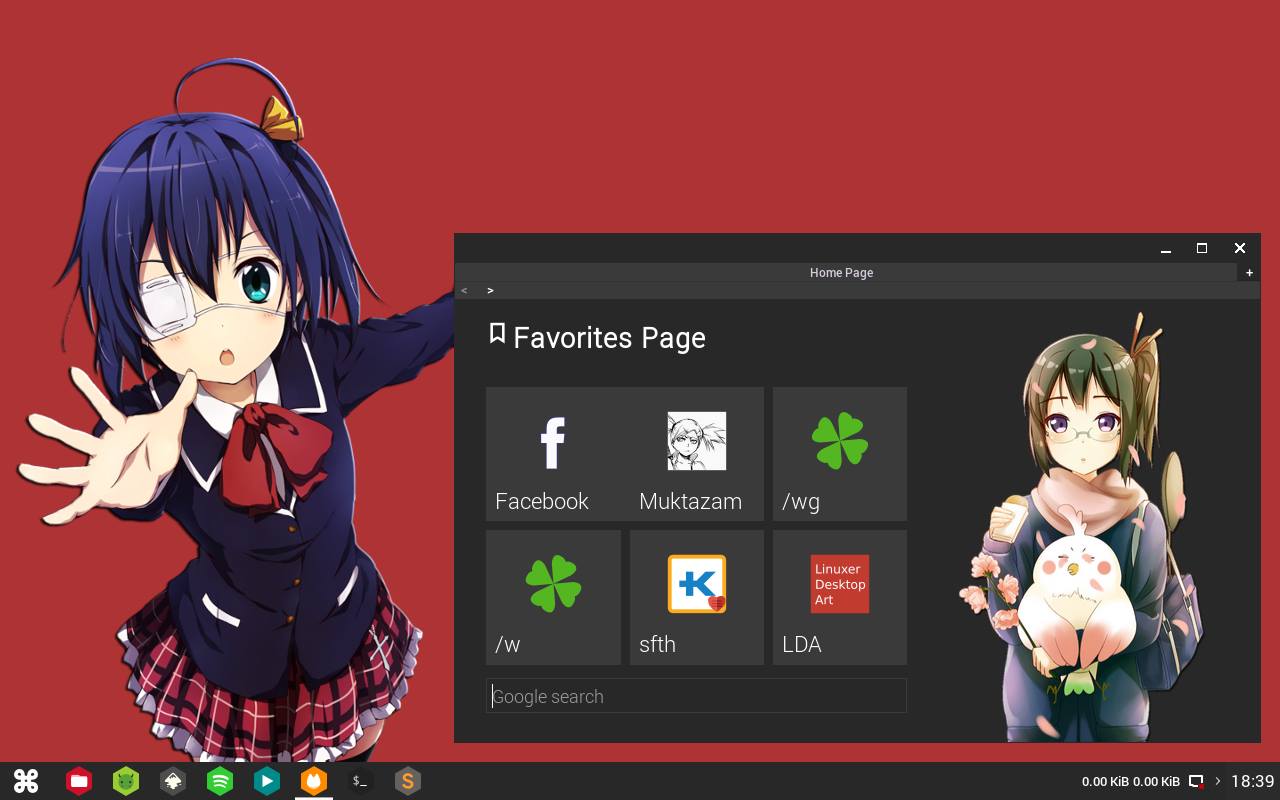 Home Page
+
< >
Favorites Page
f
Facebook
Muktazam
/wg
/w
K
sfth
Linuxer
Desktop
Art
LDA
Google search
$_
S
0.00 KiB 0.00 KiB
18:39